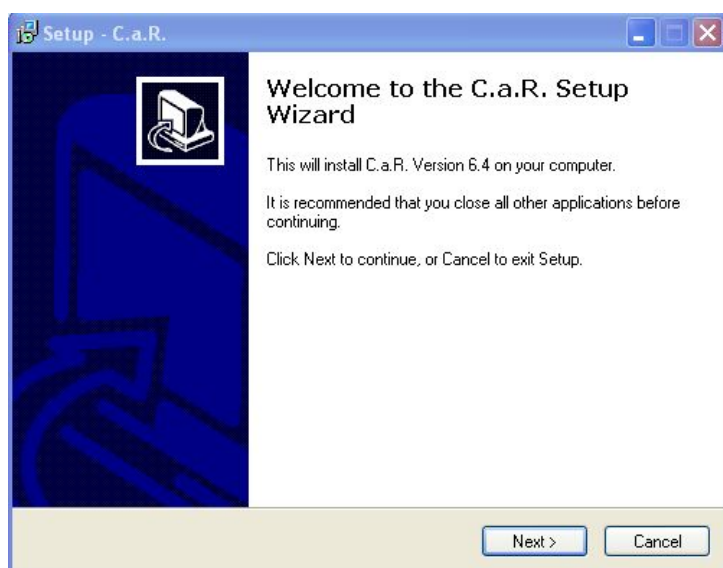 Setup - C.a.R.
Welcome to the C.a.R. Setup
Wizard
This will install C.a.R. Version 6.4 on your computer.
It is recommended that you close all other applications before
continuing.
Click Next to continue, or Cancel to exit Setup.
Next >
Cancel